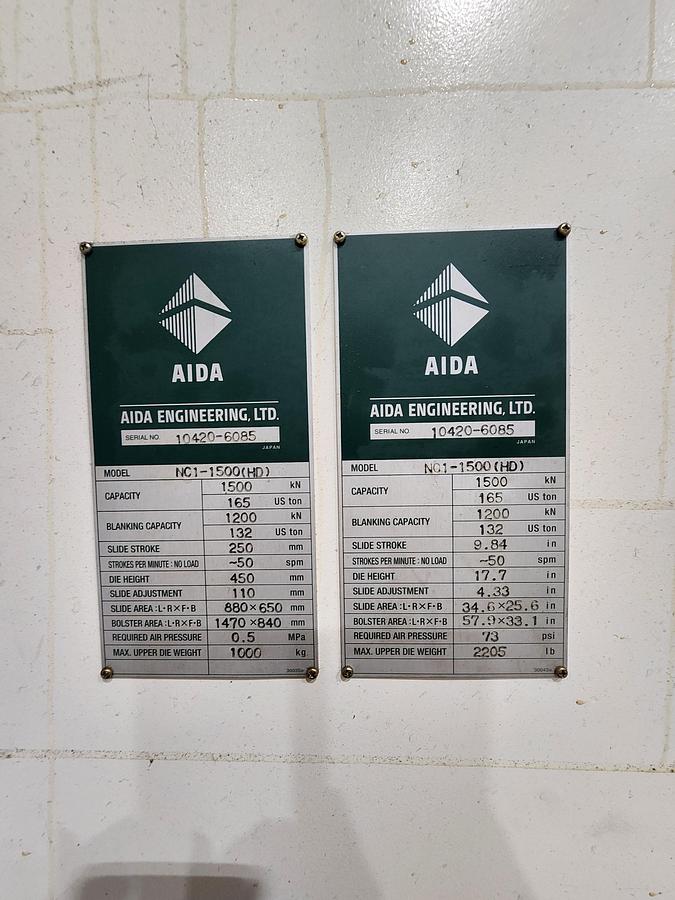 AIDA
AIDA ENGINEERING, LTD.
SERIAL NO. 10420-6085
JAPAN
MODEL NC1-1500(HD)
CAPACITY 1500 kN
165 US ton
BLANKING CAPACITY 1200 kN
132 US ton
SLIDE STROKE 250 mm
STROKES PER MINUTE : NO LOAD ~50 spm
DIE HEIGHT 450 mm
SLIDE ADJUSTMENT 110 mm
SLIDE AREA : L·R×F·B 880×650 mm
BOLSTER AREA : L·R×F·B 1470×840 mm
REQUIRED AIR PRESSURE 0.5 MPa
MAX. UPPER DIE WEIGHT 1000 kg
AIDA
AIDA ENGINEERING, LTD.
SERIAL NO. 10420-6085
JAPAN
MODEL NC1-1500(HD)
CAPACITY 1500 kN
165 US ton
BLANKING CAPACITY 1200 kN
132 US ton
SLIDE STROKE 9.84 in
STROKES PER MINUTE : NO LOAD ~50 spm
DIE HEIGHT 17.7 in
SLIDE ADJUSTMENT 4.33 in
SLIDE AREA : L·R×F·B 34.6×25.6 in
BOLSTER AREA : L·R×F·B 57.9×33.1 in
REQUIRED AIR PRESSURE 73 psi
MAX. UPPER DIE WEIGHT 2205 lb